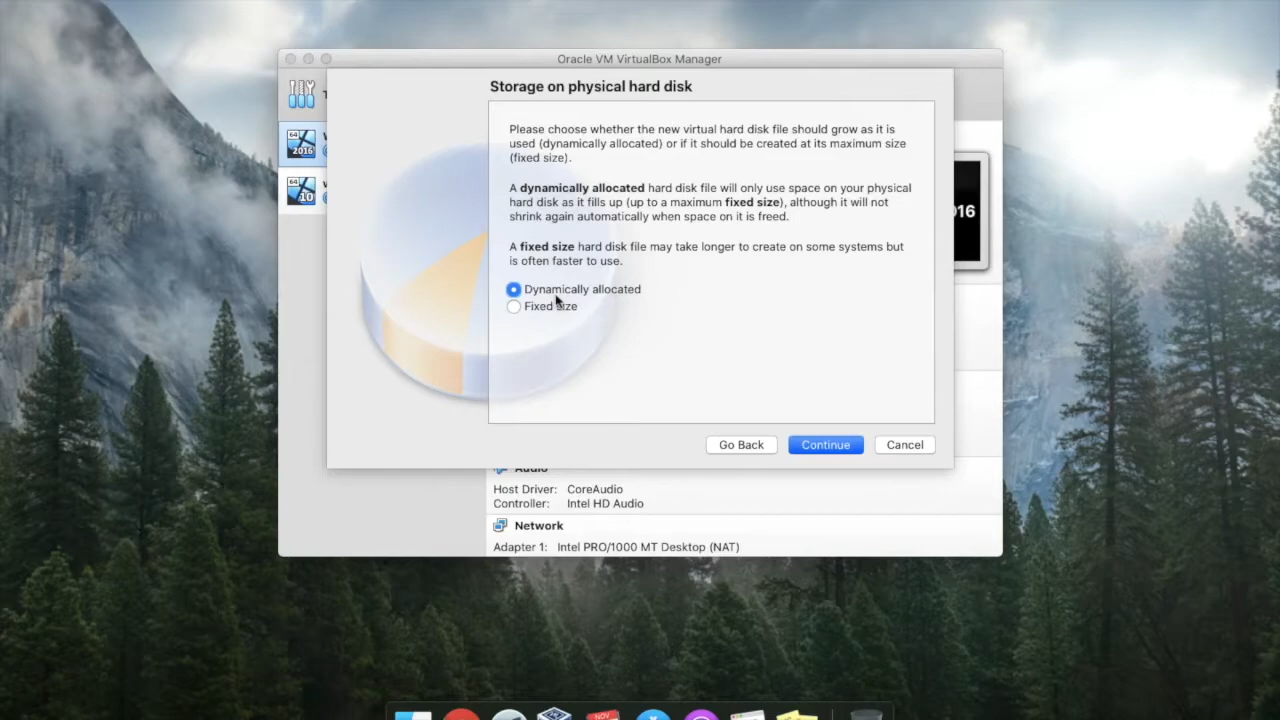 Oracle VM VirtualBox Manager
Storage on physical hard disk
Please choose whether the new virtual hard disk file should grow as it is
used (dynamically allocated) or if it should be created at its maximum size
(fixed size).
A dynamically allocated hard disk file will only use space on your physical
hard disk as it fills up (up to a maximum fixed size), although it will not
shrink again automatically when space on it is freed.
A fixed size hard disk file may take longer to create on some systems but
is often faster to use.
Dynamically allocated
Fixed size
Go Back
Continue
Cancel
64
2016
64
10
016
Audio
Host Driver: CoreAudio
Controller: Intel HD Audio
Network
Adapter 1: Intel PRO/1000 MT Desktop (NAT)
NOV